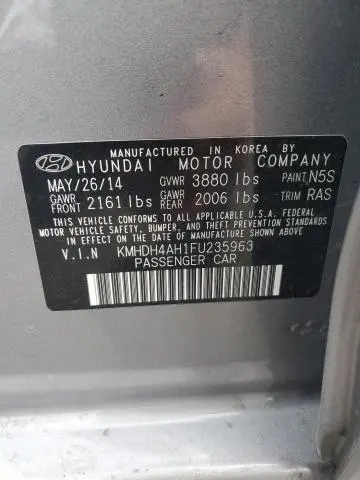 MANUFACTURED IN KOREA BY
HYUNDAI MOTOR COMPANY
MAY/26/14 GVWR 3880 lbs PAINT N5S
GAWR FRONT 2161 lbs GAWR REAR 2006 lbs TRIM RAS
THIS VEHICLE CONFORMS TO ALL APPLICABLE U.S.A. FEDERAL
MOTOR VEHICLE SAFETY, BUMPER, AND THEFT PREVENTION STANDARDS
IN EFFECT ON THE DATE OF MANUFACTURE SHOWN ABOVE.
V.I.N KMHDH4AH1FU235963
PASSENGER CAR